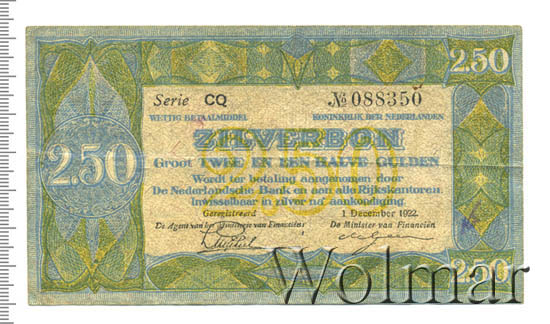 2.50
Serie CQ № 088350
WETTIG BETAALMIDDEL KONINKRIJK DER NEDERLANDEN
ZILVERBON
2.50
Groot TWEE EN EEN HALVE GULDEN
Wordt ter betaling aangenomen door
De Nederlandsche Bank en aan alle Rijkskantoren.
Inwisselbaar in zilver na aankondiging.
Geregistreerd 1 December 1922.
De Agent van het Ministerie van Financiën De Minister van Financiën
2.50
Wolmar